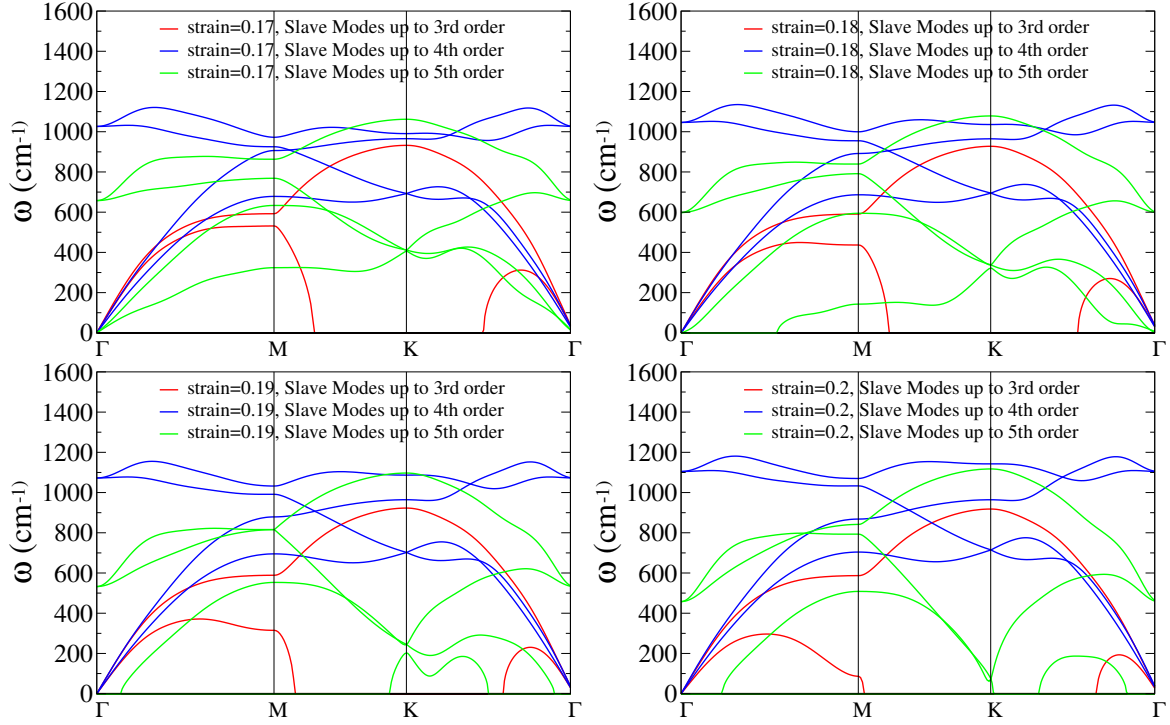 1600
1400
1200
1000
800
600
400
200
0
ω (cm-1)
strain=0.17, Slave Modes up to 3rd order
strain=0.17, Slave Modes up to 4th order
strain=0.17, Slave Modes up to 5th order
Γ M K Γ
1600
1400
1200
1000
800
600
400
200
0
ω (cm-1)
strain=0.18, Slave Modes up to 3rd order
strain=0.18, Slave Modes up to 4th order
strain=0.18, Slave Modes up to 5th order
Γ M K Γ
1600
1400
1200
1000
800
600
400
200
0
ω (cm-1)
strain=0.19, Slave Modes up to 3rd order
strain=0.19, Slave Modes up to 4th order
strain=0.19, Slave Modes up to 5th order
Γ M K Γ
1600
1400
1200
1000
800
600
400
200
0
ω (cm-1)
strain=0.2, Slave Modes up to 3rd order
strain=0.2, Slave Modes up to 4th order
strain=0.2, Slave Modes up to 5th order
Γ M K Γ